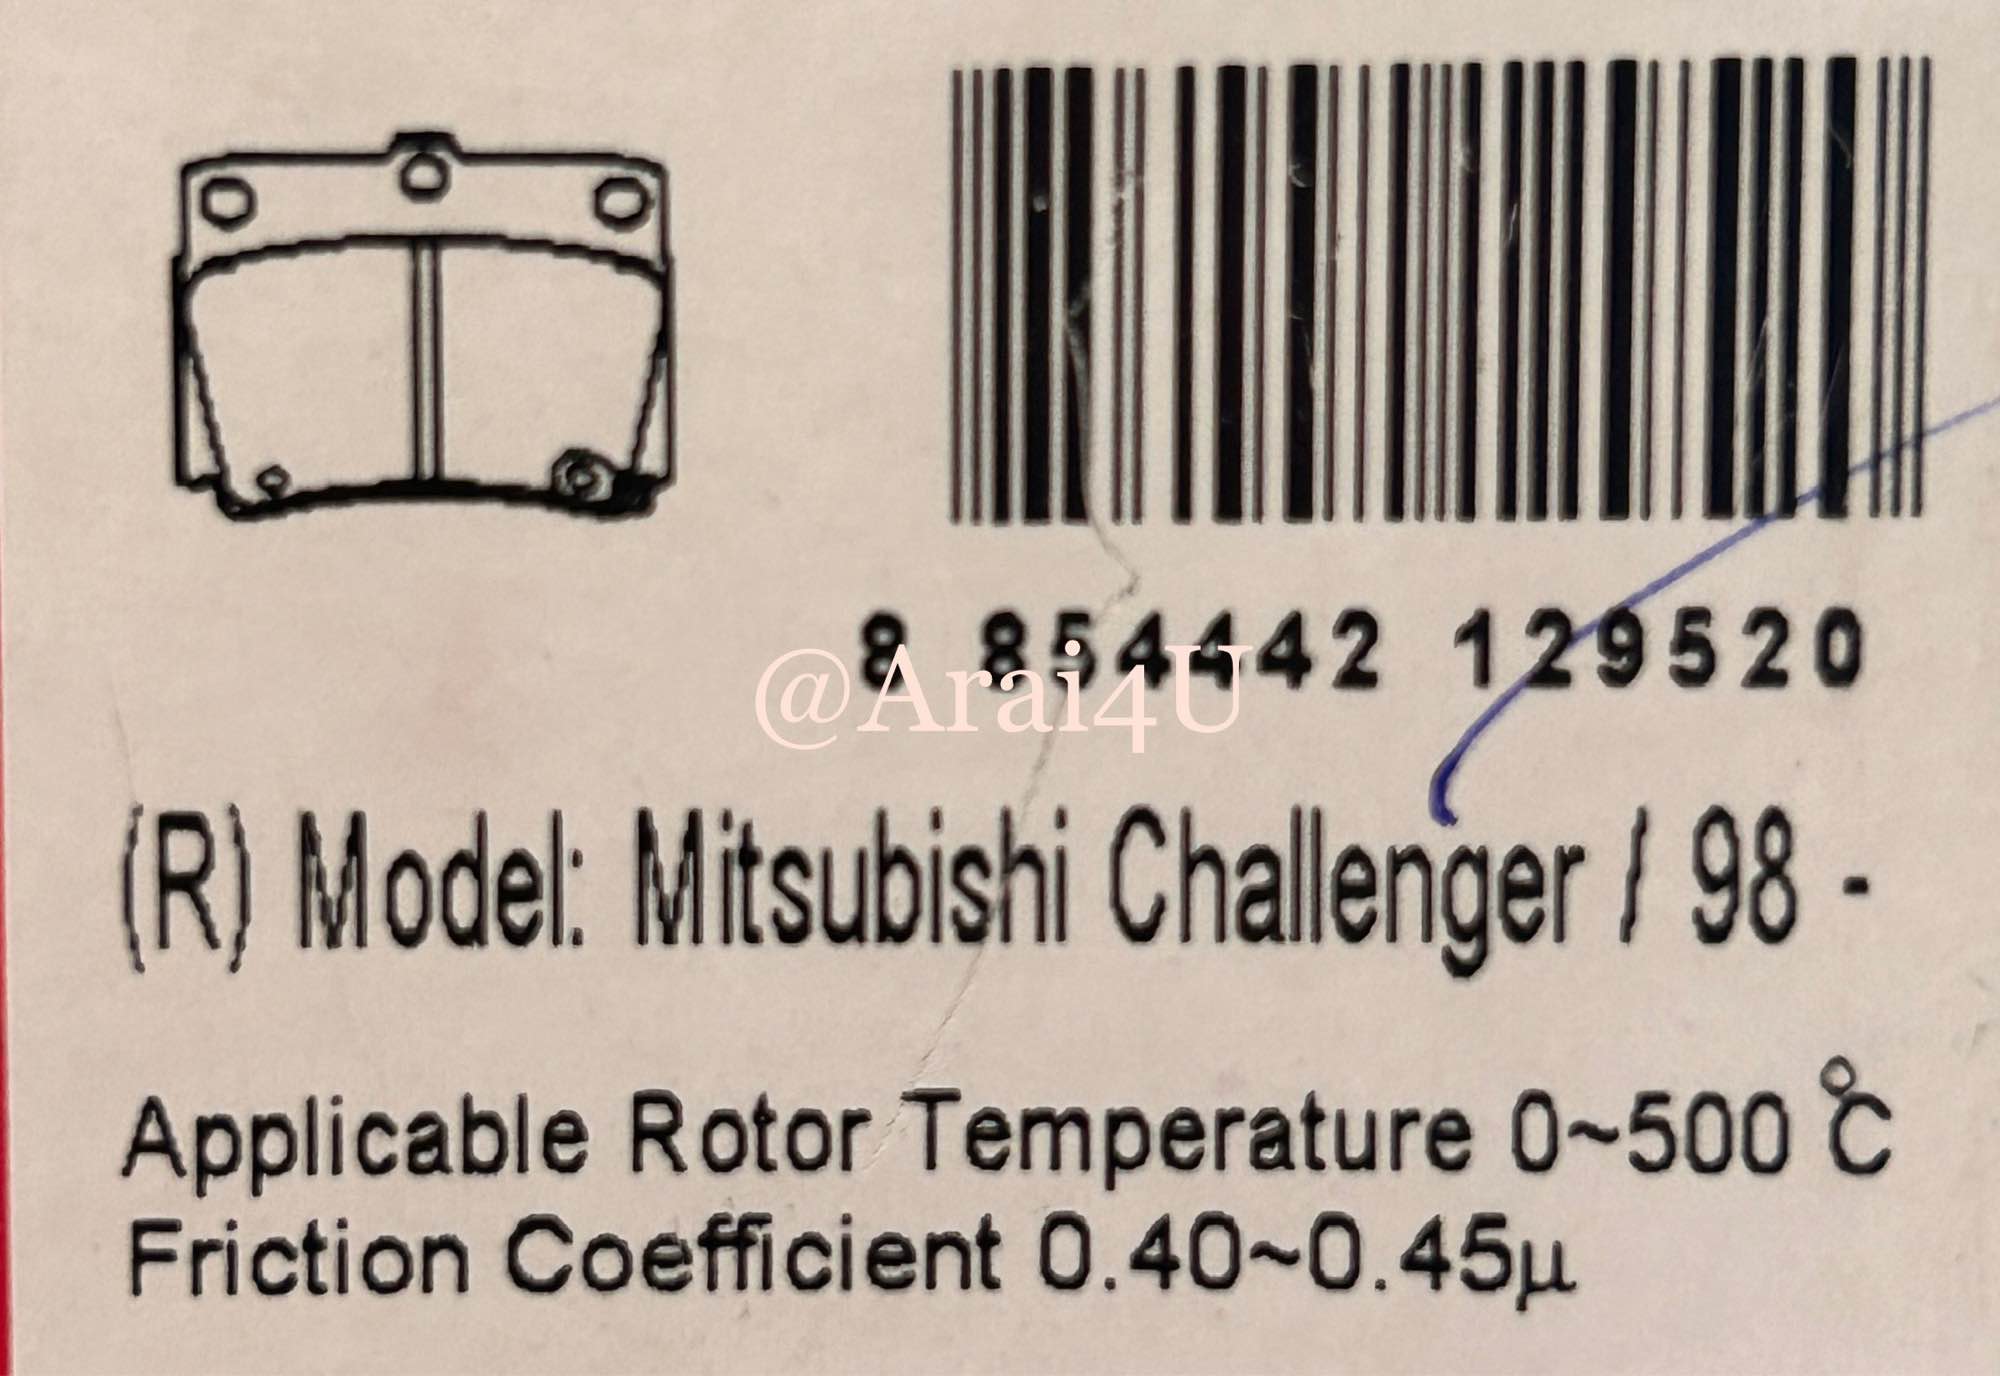 8 854442 129520
@Arai4U
(R) Model: Mitsubishi Challenger / 98 -
Applicable Rotor Temperature 0~500 ℃
Friction Coefficient 0.40~0.45µ